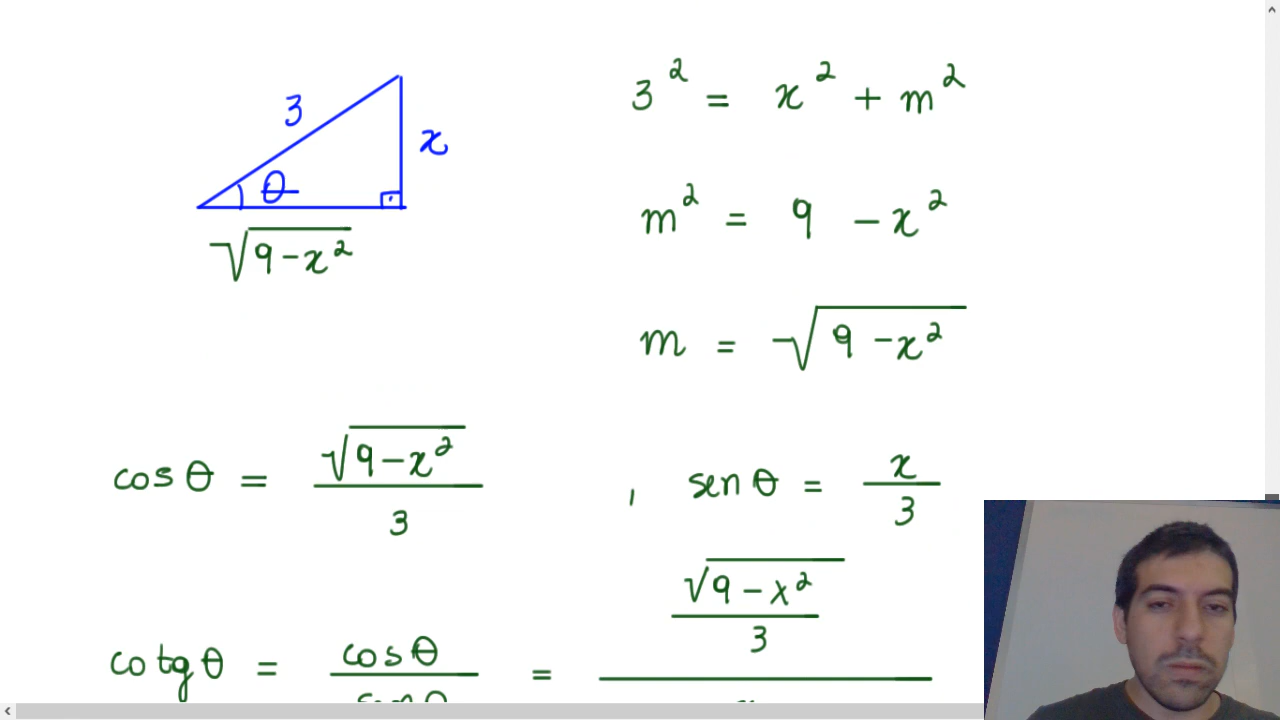 3
x
θ
√(9-x²)
3² = x² + m²
m² = 9 - x²
m = √(9-x²)
cos θ = √(9-x²)/3 , sen θ = x/3
cotg θ = cos θ/sen θ = √(9-x²)/3